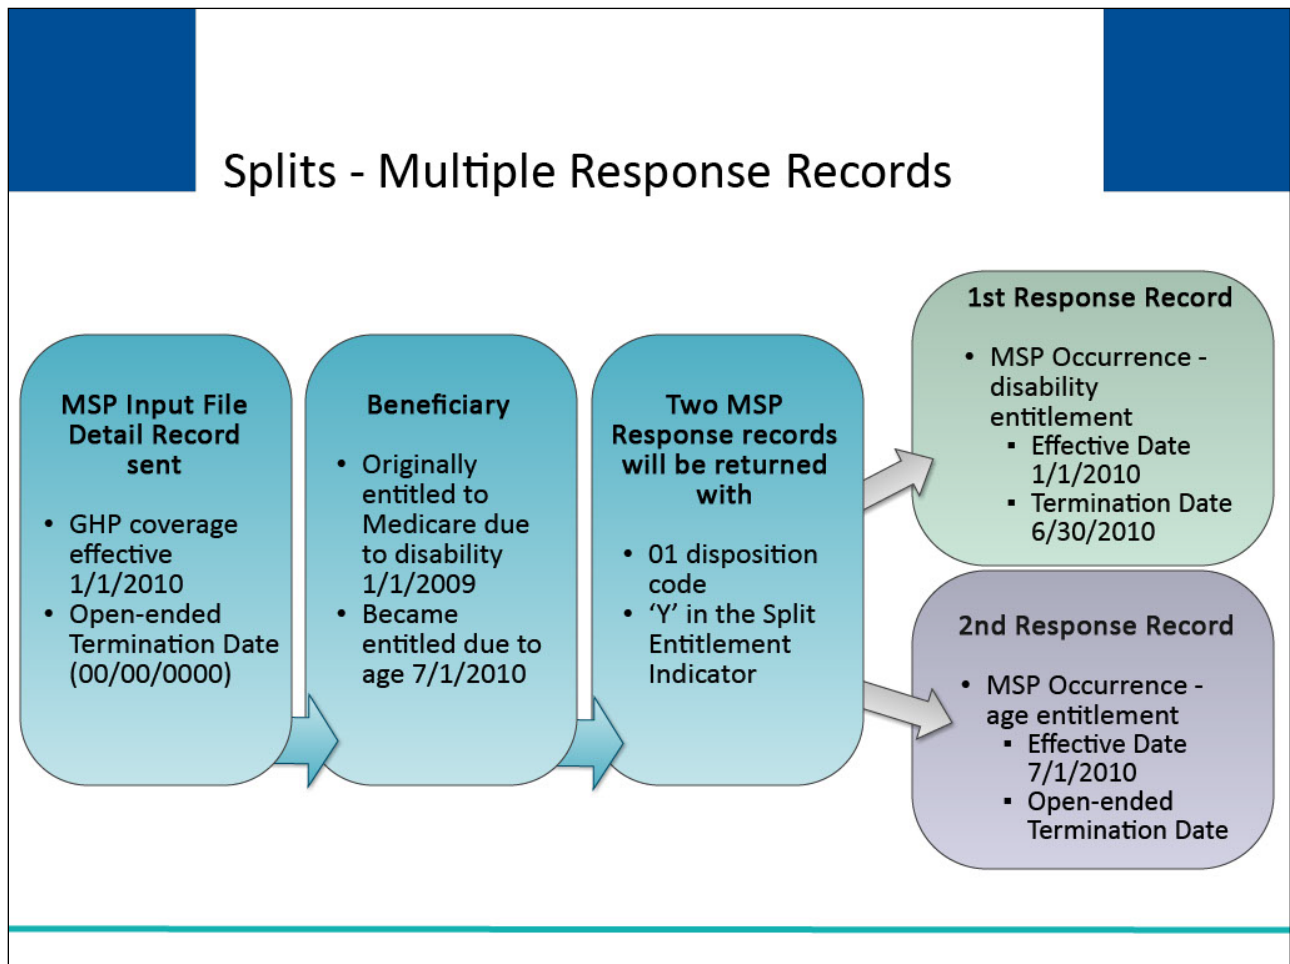 Splits - Multiple Response Records
MSP Input File
Detail Record
sent
• GHP coverage
effective
1/1/2010
• Open-ended
Termination Date
(00/00/0000)
Beneficiary
• Originally
entitled to
Medicare due
to disability
1/1/2009
• Became
entitled due to
age 7/1/2010
Two MSP
Response records
will be returned
with
• 01 disposition
code
• ‘Y’ in the Split
Entitlement
Indicator
1st Response Record
• MSP Occurrence -
disability
entitlement
▪ Effective Date
1/1/2010
▪ Termination Date
6/30/2010
2nd Response Record
• MSP Occurrence -
age entitlement
▪ Effective Date
7/1/2010
▪ Open-ended
Termination Date